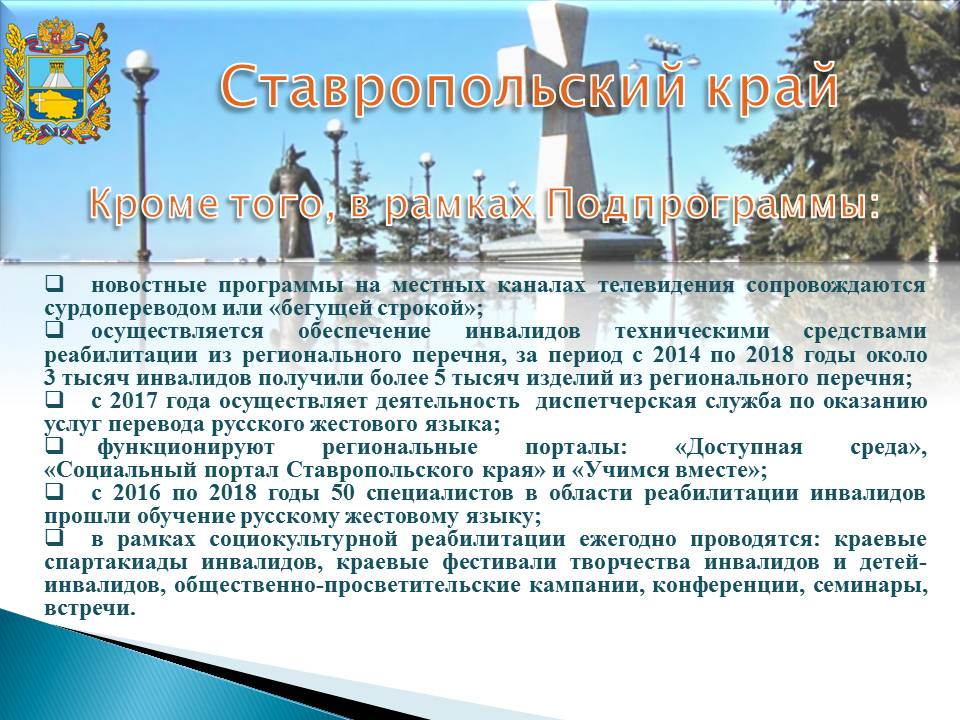 Ставропольский край
Кроме того, в рамках Подпрограммы:
❑ новостные программы на местных каналах телевидения сопровождаются
сурдопереводом или «бегущей строкой»;
❑ осуществляется обеспечение инвалидов техническими средствами
реабилитации из регионального перечня, за период с 2014 по 2018 годы около
3 тысяч инвалидов получили более 5 тысяч изделий из регионального перечня;
❑ с 2017 года осуществляет деятельность диспетчерская служба по оказанию
услуг перевода русского жестового языка;
❑ функционируют региональные порталы: «Доступная среда»,
«Социальный портал Ставропольского края» и «Учимся вместе»;
❑ с 2016 по 2018 годы 50 специалистов в области реабилитации инвалидов
прошли обучение русскому жестовому языку;
❑ в рамках социокультурной реабилитации ежегодно проводятся: краевые
спартакиады инвалидов, краевые фестивали творчества инвалидов и детей-
инвалидов, общественно-просветительские кампании, конференции, семинары,
встречи.